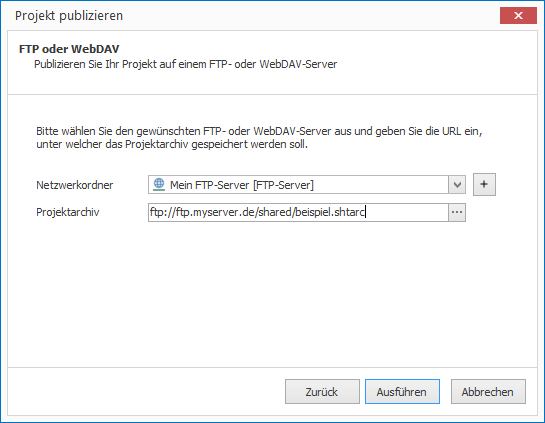 Projekt publizieren
FTP oder WebDAV
Publizieren Sie Ihr Projekt auf einem FTP- oder WebDAV-Server
Bitte wählen Sie den gewünschten FTP- oder WebDAV-Server aus und geben Sie die URL ein,
unter welcher das Projektarchiv gespeichert werden soll.
Netzwerkordner
Mein FTP-Server [FTP-Server]
+
Projektarchiv
ftp://ftp.myserver.de/shared/beispiel.shtarc
...
Zurück
Ausführen
Abbrechen